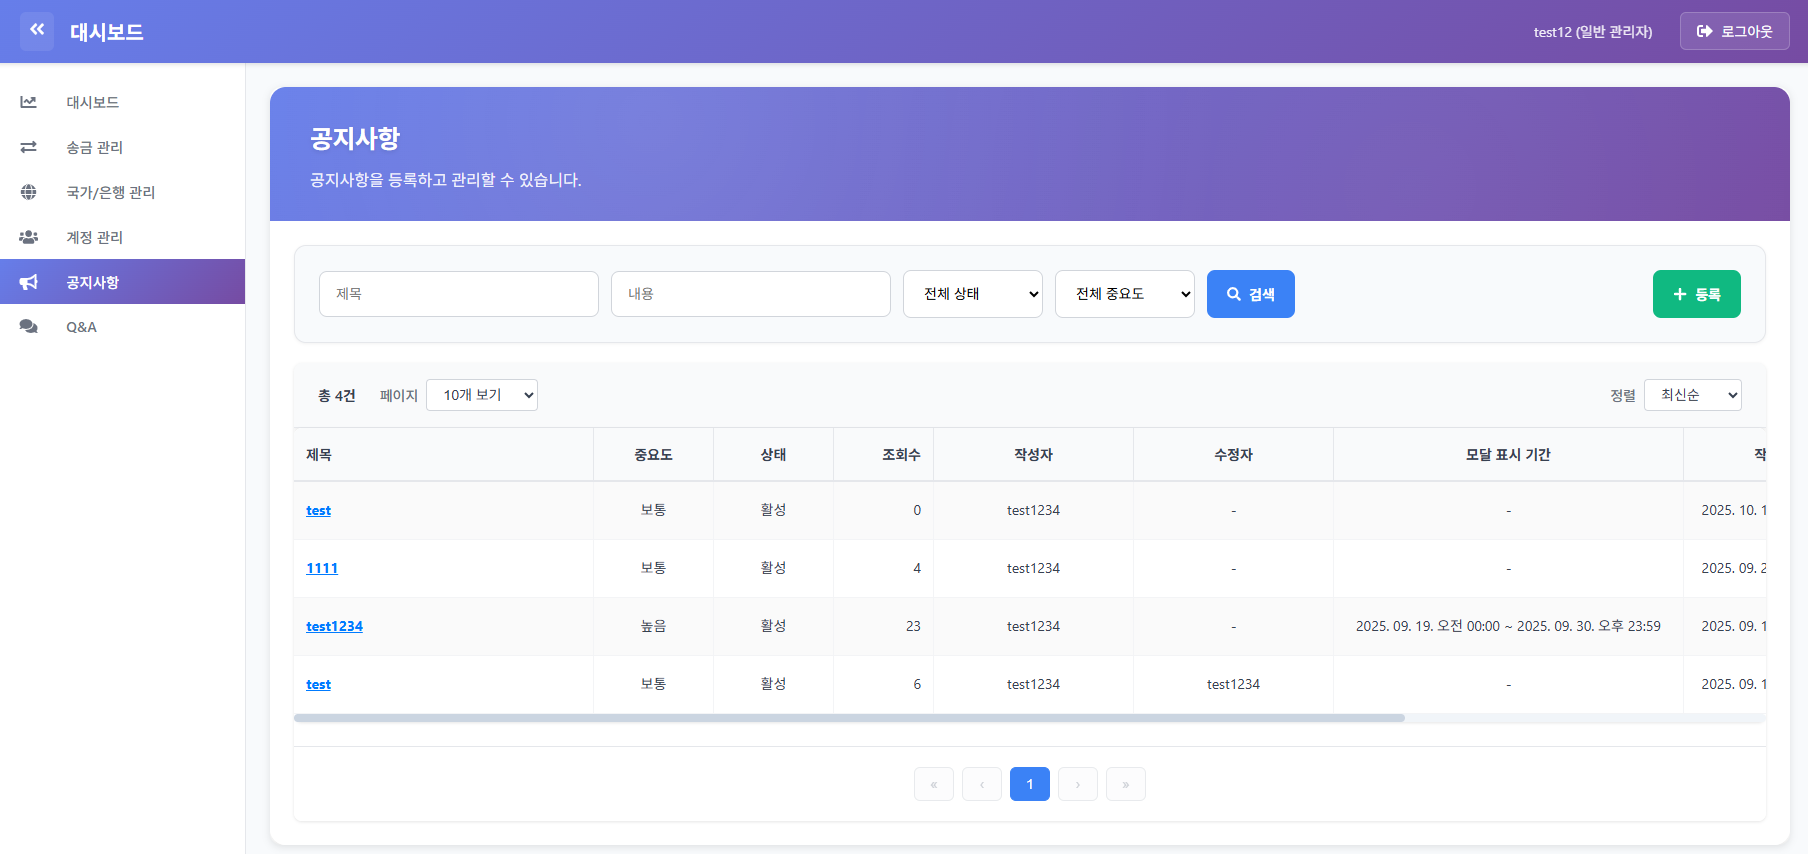 대시보드
test12 (일반 관리자)
로그아웃
대시보드
송금 관리
국가/은행 관리
계정 관리
공지사항
Q&A
공지사항
공지사항을 등록하고 관리할 수 있습니다.
제목
내용
전체 상태
전체 중요도
검색
등록
총 4건 페이지 10개 보기
정렬 최신순
제목 중요도 상태 조회수 작성자 수정자 모달 표시 기간
test 보통 활성 0 test1234 - - 2025. 10. 1
1111 보통 활성 4 test1234 - - 2025. 09. 2
test1234 높음 활성 23 test1234 - 2025. 09. 19. 오전 00:00 ~ 2025. 09. 30. 오후 23:59 2025. 09. 1
test 보통 활성 6 test1234 test1234 - 2025. 09. 1
« ‹ 1 › »